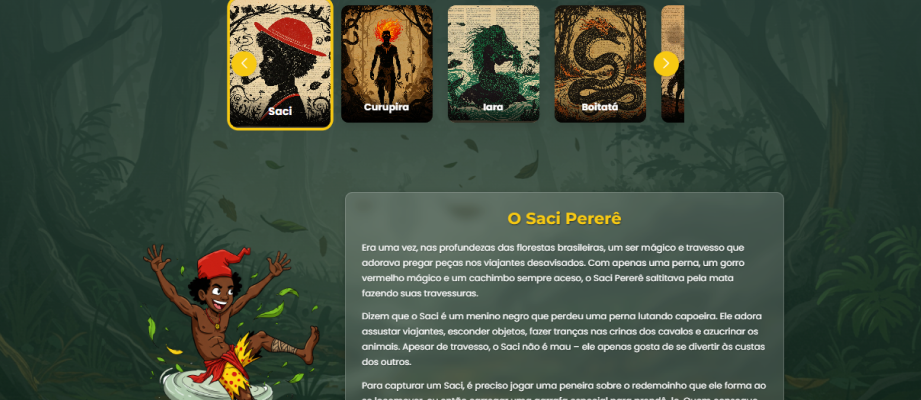 Saci
Curupira
Iara
Boitatá
O Saci Pererê
Era uma vez, nas profundezas das florestas brasileiras, um ser mágico e travesso que
adorava pregar peças nos viajantes desavisados. Com apenas uma perna, um gorro
vermelho mágico e um cachimbo sempre aceso, o Saci Pererê saltitava pela mata
fazendo suas travessuras.
Dizem que o Saci é um menino negro que perdeu uma perna lutando capoeira. Ele adora
assustar viajantes, esconder objetos, fazer tranças nas crinas dos cavalos e azucrinar os
animais. Apesar de travesso, o Saci não é mau – ele apenas gosta de se divertir às custas
dos outros.
Para capturar um Saci, é preciso jogar uma peneira sobre o redemoinho que ele forma ao